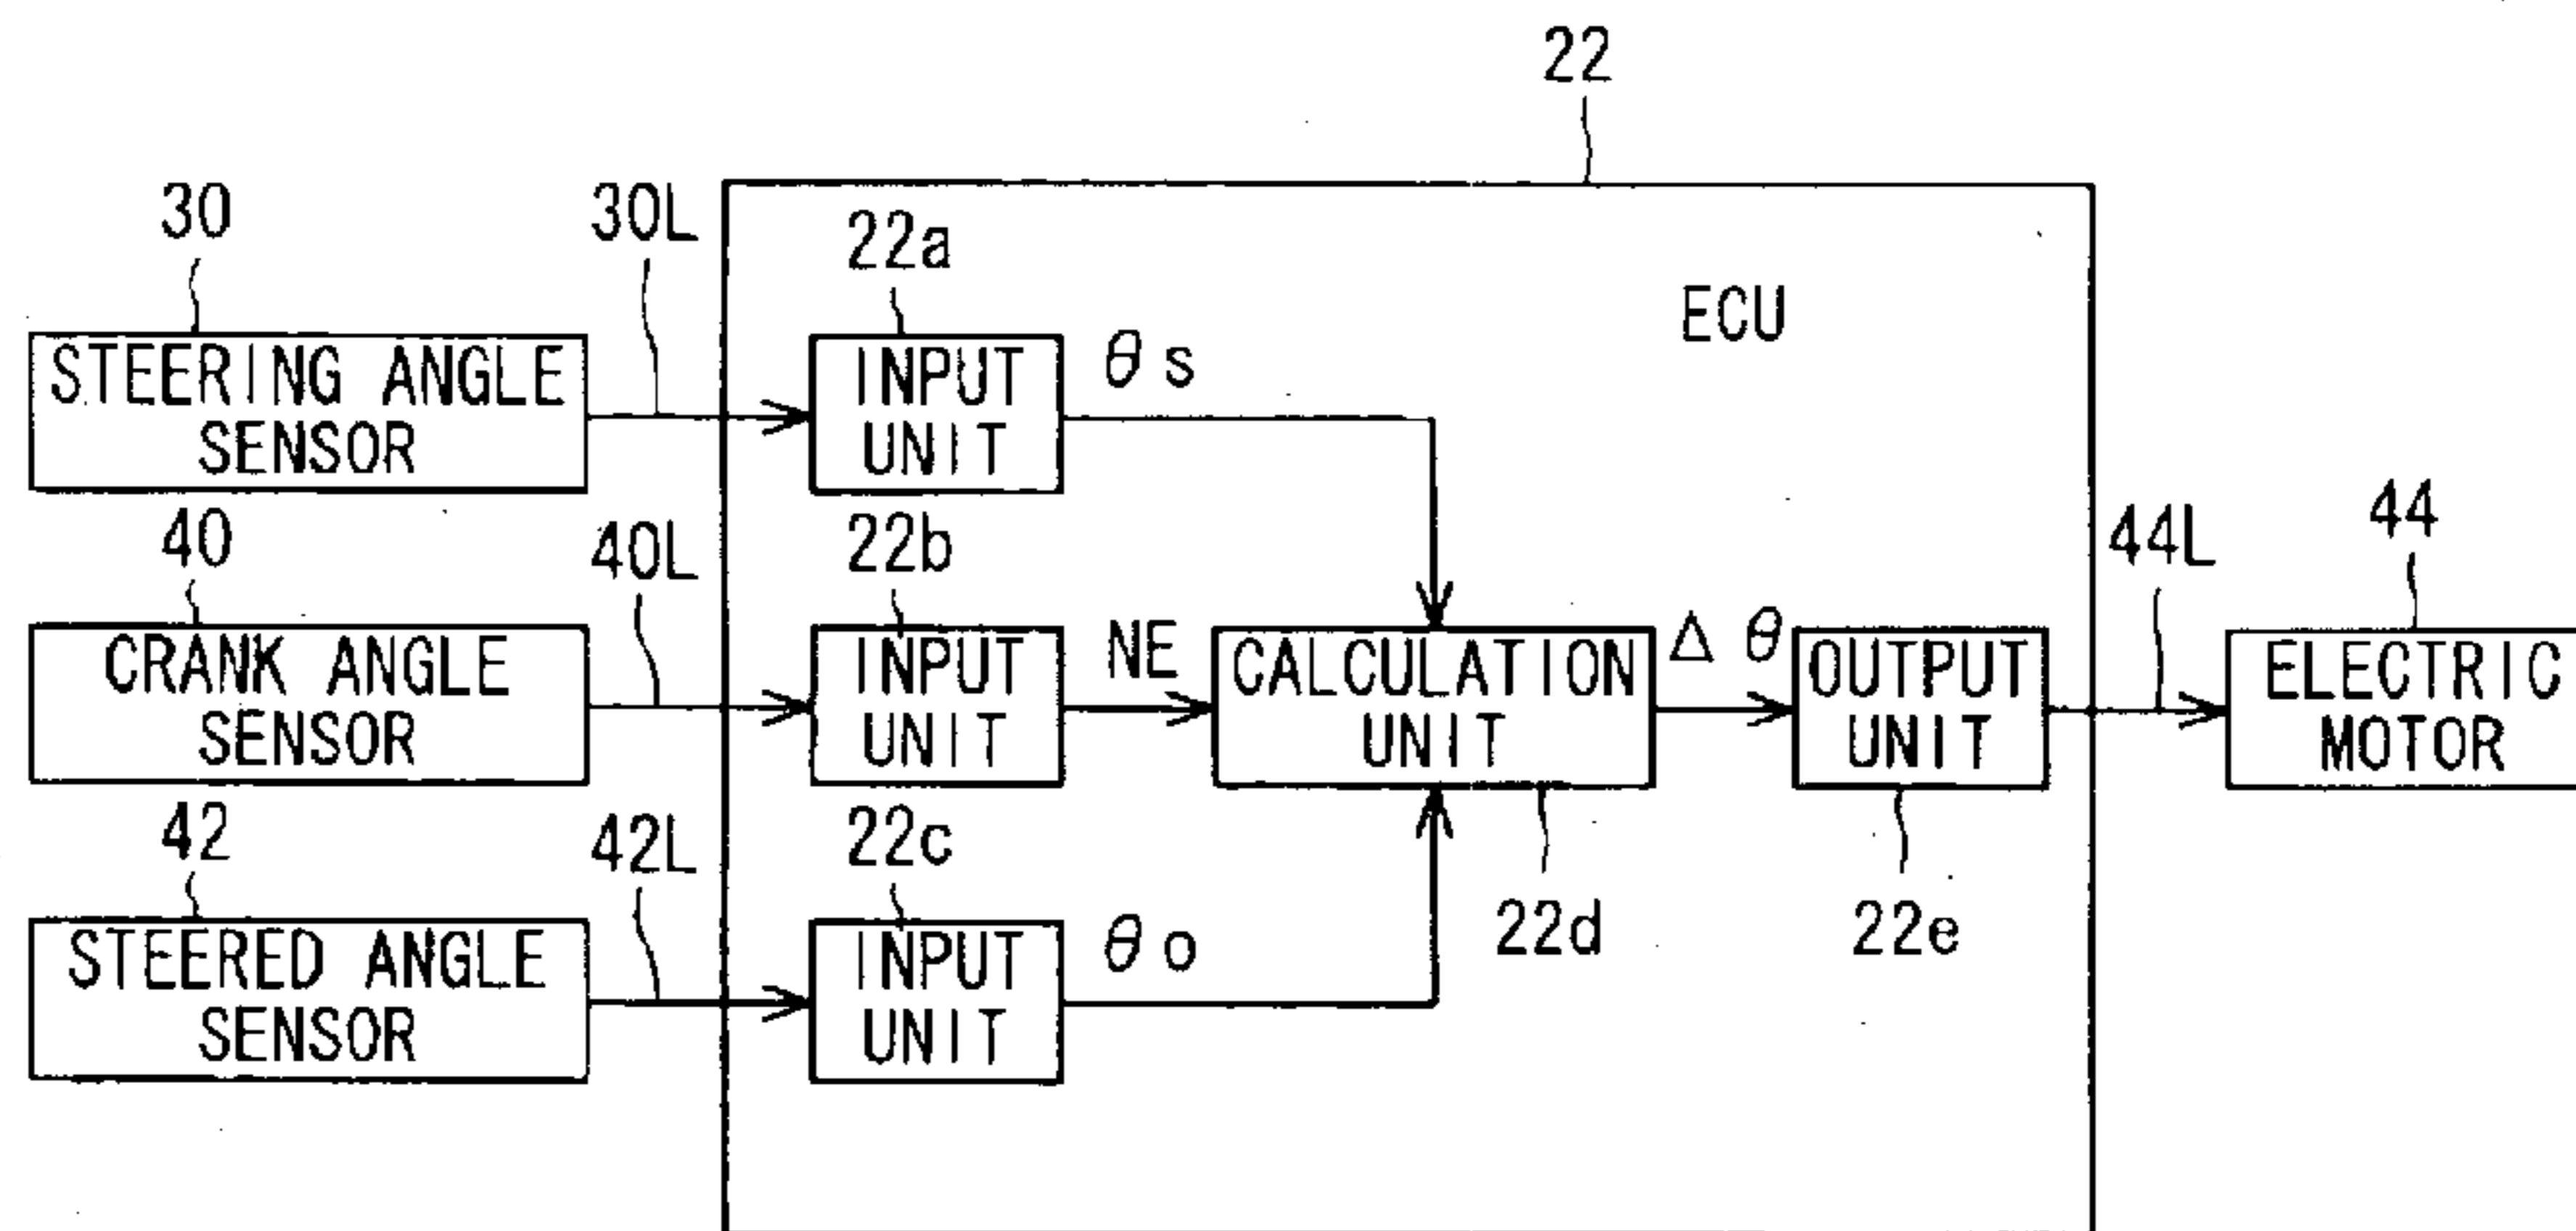 22
30
30L
22a
ECU
STEERING ANGLE
SENSOR
INPUT
UNIT
θs
40
40L
22b
44L
44
CRANK ANGLE
SENSOR
INPUT
UNIT
NE
CALCULATION
UNIT
Δθ
OUTPUT
UNIT
ELECTRIC
MOTOR
42
42L
22c
22d
22e
STEERED ANGLE
SENSOR
INPUT
UNIT
θo